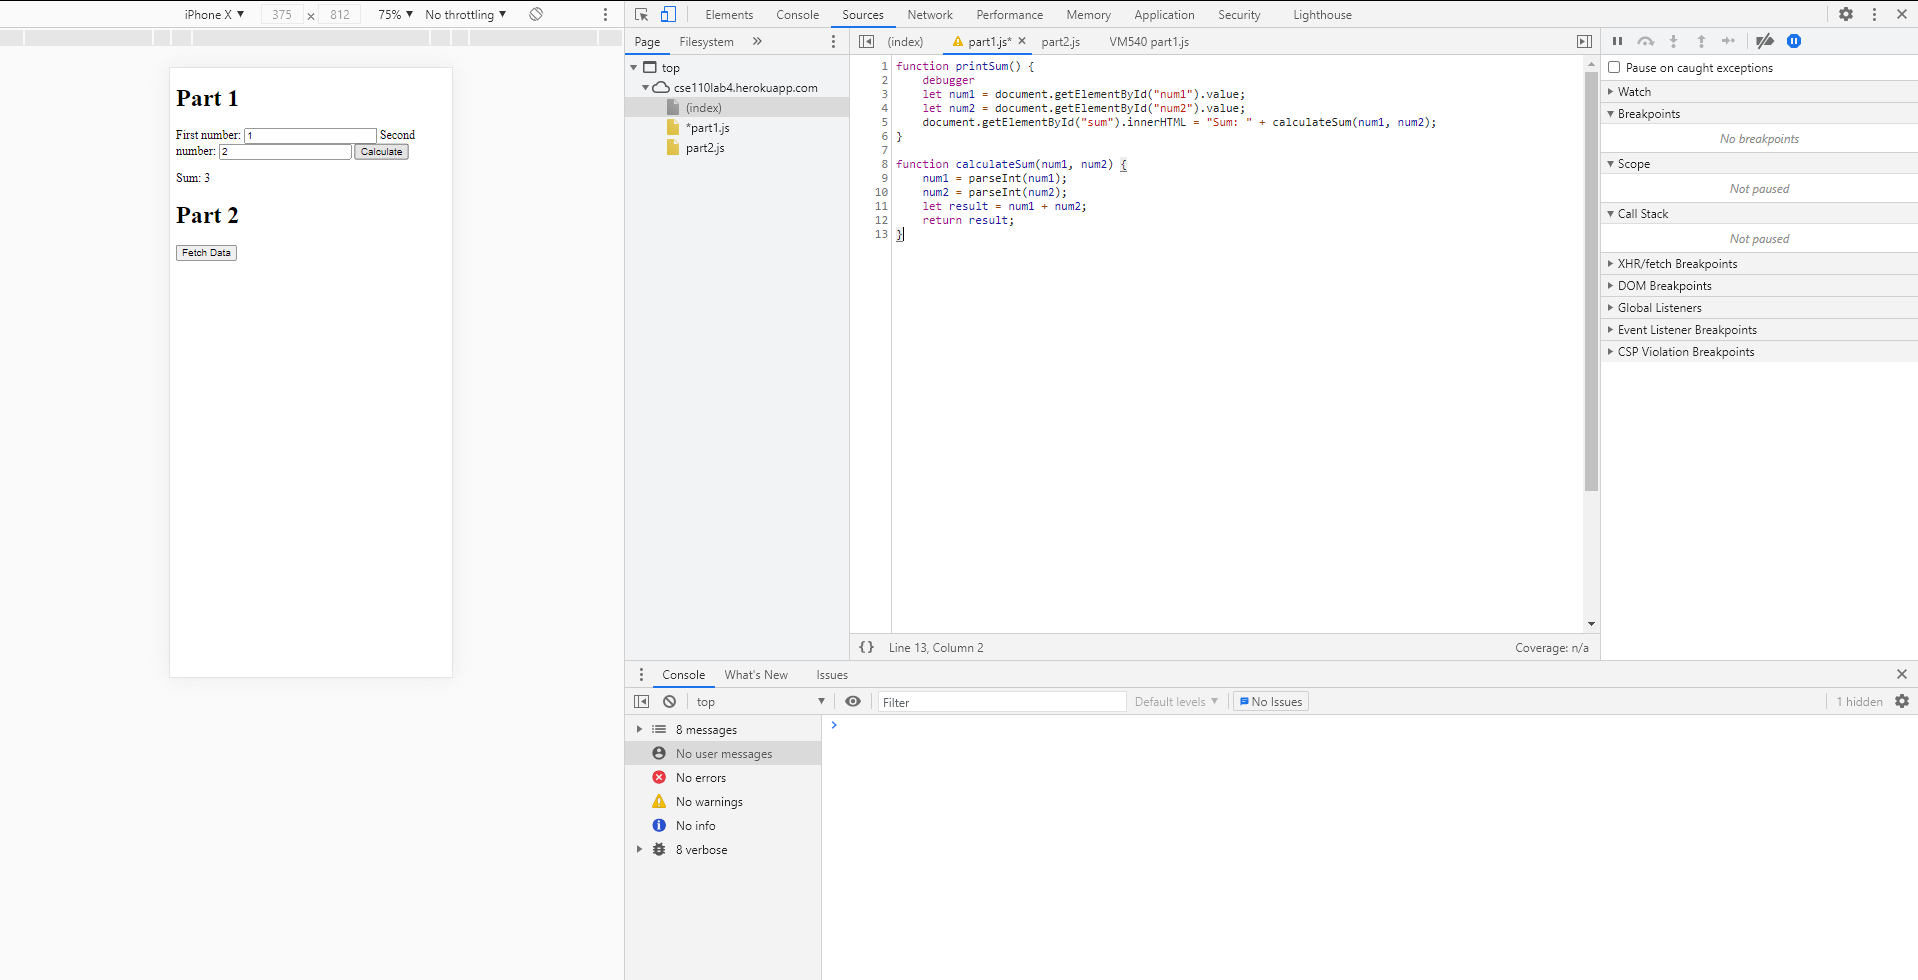 iPhone X ▼ 375 × 812 75% ▼ No throttling ▼
Elements Console Sources Network Performance Memory Application Security Lighthouse
Page Filesystem »
(index) part1.js* × part2.js VM540 part1.js
top
cse110lab4.herokuapp.com
(index)
*part1.js
part2.js
Part 1
First number: 1 Second
number: 2 Calculate
Sum: 3
Part 2
Fetch Data
1 function printSum() {
2 debugger
3 let num1 = document.getElementById("num1").value;
4 let num2 = document.getElementById("num2").value;
5 document.getElementById("sum").innerHTML = "Sum: " + calculateSum(num1, num2);
6 }
7
8 function calculateSum(num1, num2) {
9 num1 = parseInt(num1);
10 num2 = parseInt(num2);
11 let result = num1 + num2;
12 return result;
13 }
{} Line 13, Column 2 Coverage: n/a
Pause on caught exceptions
Watch
Breakpoints
No breakpoints
Scope
Not paused
Call Stack
Not paused
XHR/fetch Breakpoints
DOM Breakpoints
Global Listeners
Event Listener Breakpoints
CSP Violation Breakpoints
Console What's New Issues
top ▼ Filter Default levels ▼ No Issues 1 hidden
8 messages
No user messages
No errors
No warnings
No info
8 verbose